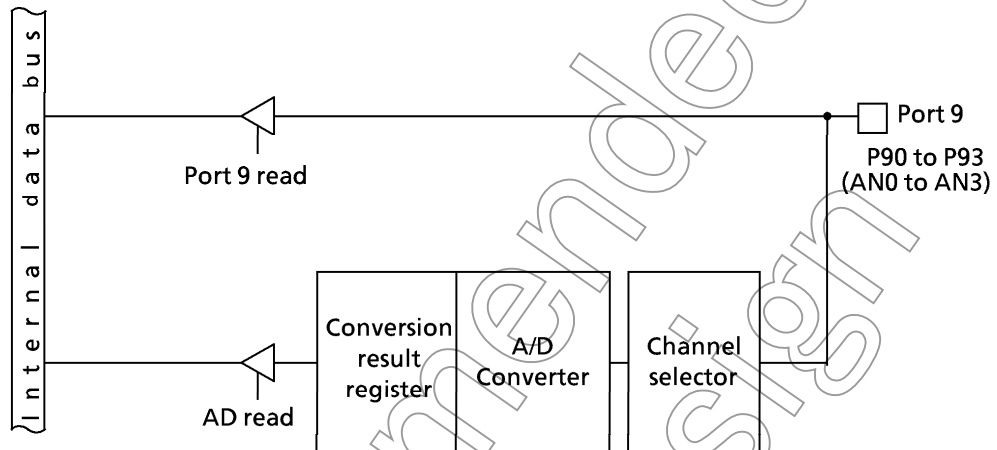 Internal data bus
Port 9
Port 9 read
P90 to P93
(AN0 to AN3)
Conversion
result
register
A/D
Converter
Channel
selector
AD read